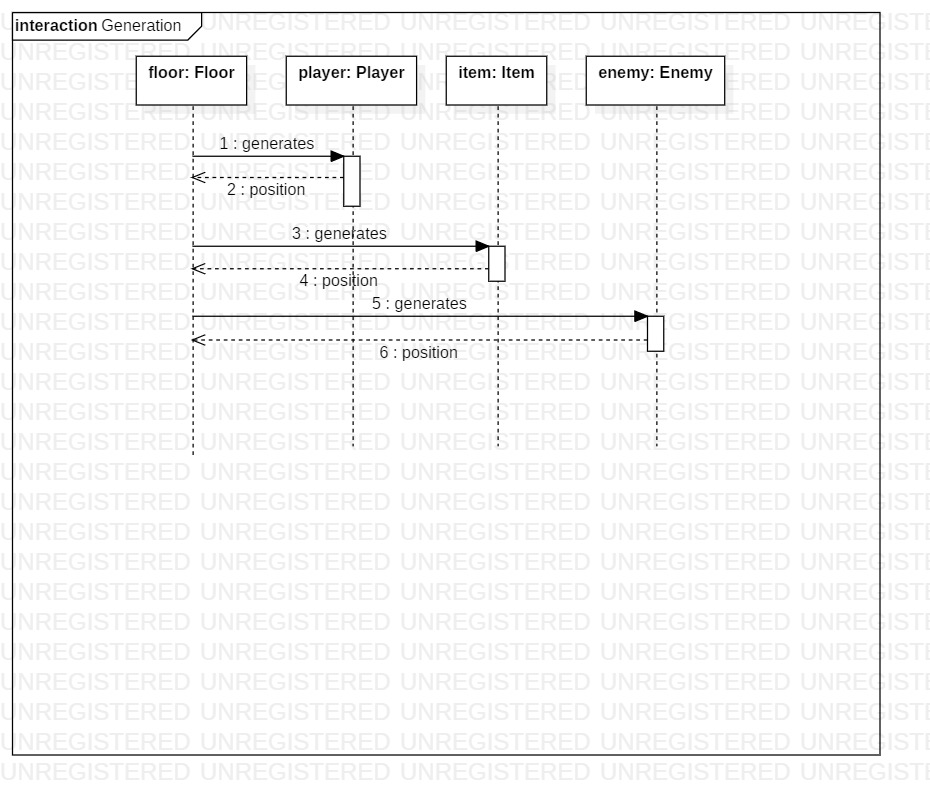 interaction Generation
floor: Floor
player: Player
item: Item
enemy: Enemy
1 : generates
2 : position
3 : generates
4 : position
5 : generates
6 : position
UNREGISTERED UNREGISTERED UNREGISTERED UNREGISTERED UNREGISTERED